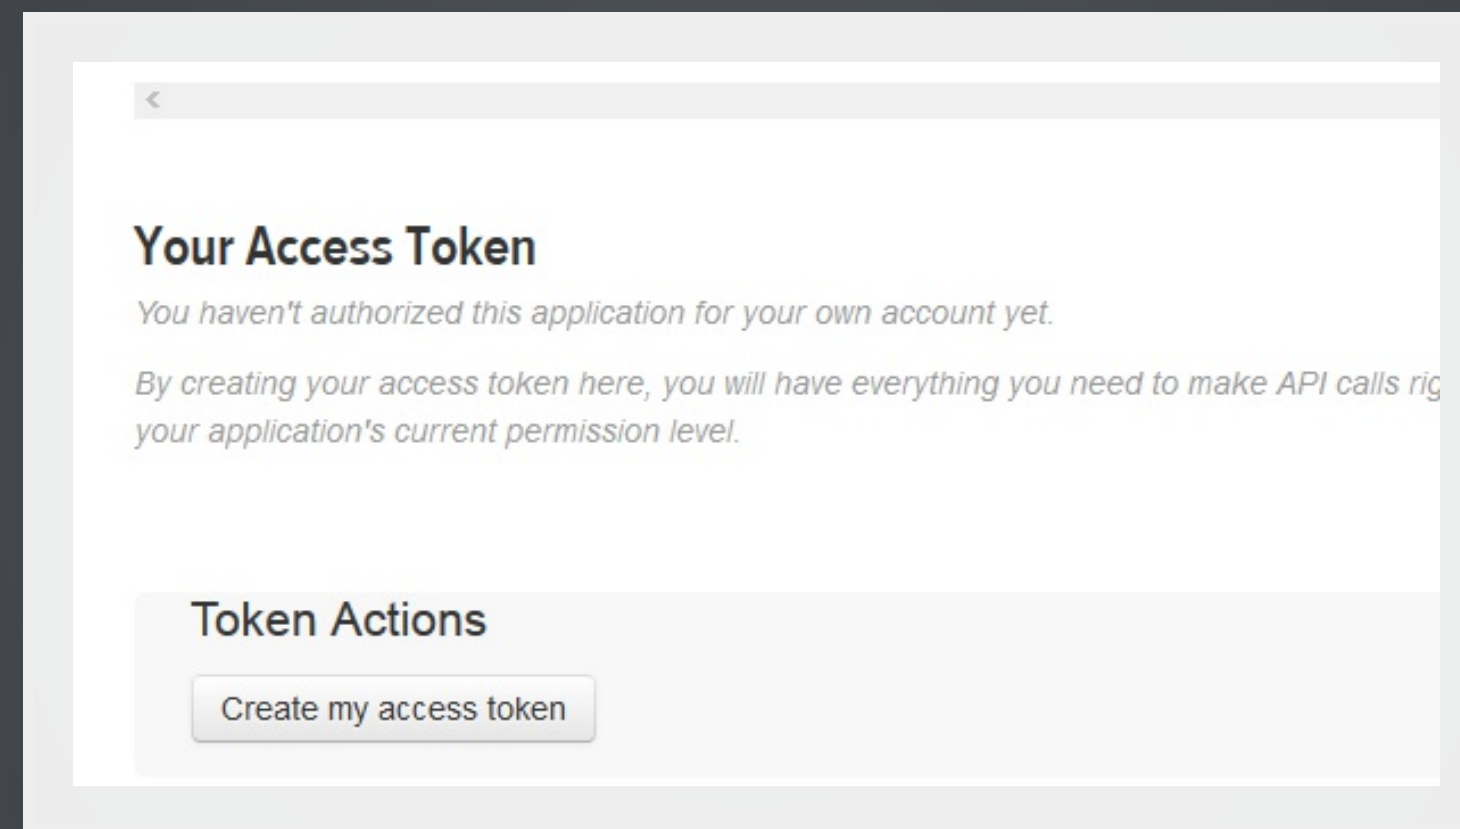 Your Access Token
You haven't authorized this application for your own account yet.
By creating your access token here, you will have everything you need to make API calls
your application's current permission level.
Token Actions
Create my access token